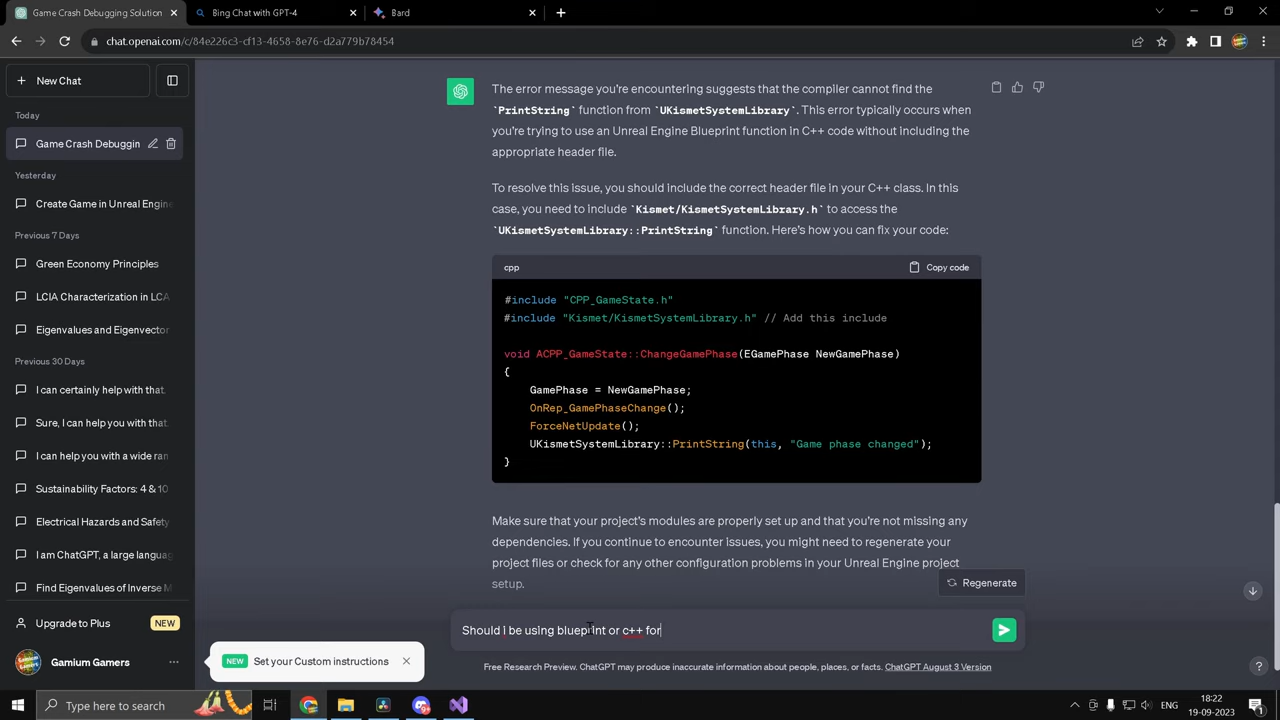 Game Crash Debugging Solution
Bing Chat with GPT-4
Bard
chat.openai.com/c/84e226c3-cf13-4658-8e76-d2a779b78454
New Chat
Today
Game Crash Debuggin
Yesterday
Create Game in Unreal Engine
Previous 7 Days
Green Economy Principles
LCIA Characterization in LCA
Eigenvalues and Eigenvector
Previous 30 Days
I can certainly help with that.
Sure, I can help you with that.
I can help you with a wide ran
Sustainability Factors: 4 & 10
Electrical Hazards and Safety
I am ChatGPT, a large languag
Find Eigenvalues of Inverse M
Upgrade to Plus
NEW
Gamium Gamers
The error message you're encountering suggests that the compiler cannot find the
`PrintString` function from `UKismetSystemLibrary`. This error typically occurs when
you're trying to use an Unreal Engine Blueprint function in C++ code without including the
appropriate header file.
To resolve this issue, you should include the correct header file in your C++ class. In this
case, you need to include `Kismet/KismetSystemLibrary.h` to access the
`UKismetSystemLibrary::PrintString` function. Here's how you can fix your code:
cpp
Copy code
#include "CPP_GameState.h"
#include "Kismet/KismetSystemLibrary.h" // Add this include
void ACPP_GameState::ChangeGamePhase(EGamePhase NewGamePhase)
{
GamePhase = NewGamePhase;
OnRep_GamePhaseChange();
ForceNetUpdate();
UKismetSystemLibrary::PrintString(this, "Game phase changed");
}
Make sure that your project's modules are properly set up and that you're not missing any
dependencies. If you continue to encounter issues, you might need to regenerate your
project files or check for any other configuration problems in your Unreal Engine project
setup.
Regenerate
Should i be using blueprint or c++ for
NEW
Set your Custom instructions
Free Research Preview. ChatGPT may produce inaccurate information about people, places, or facts. ChatGPT August 3 Version
?
Type here to search
18:22
19-09-2023